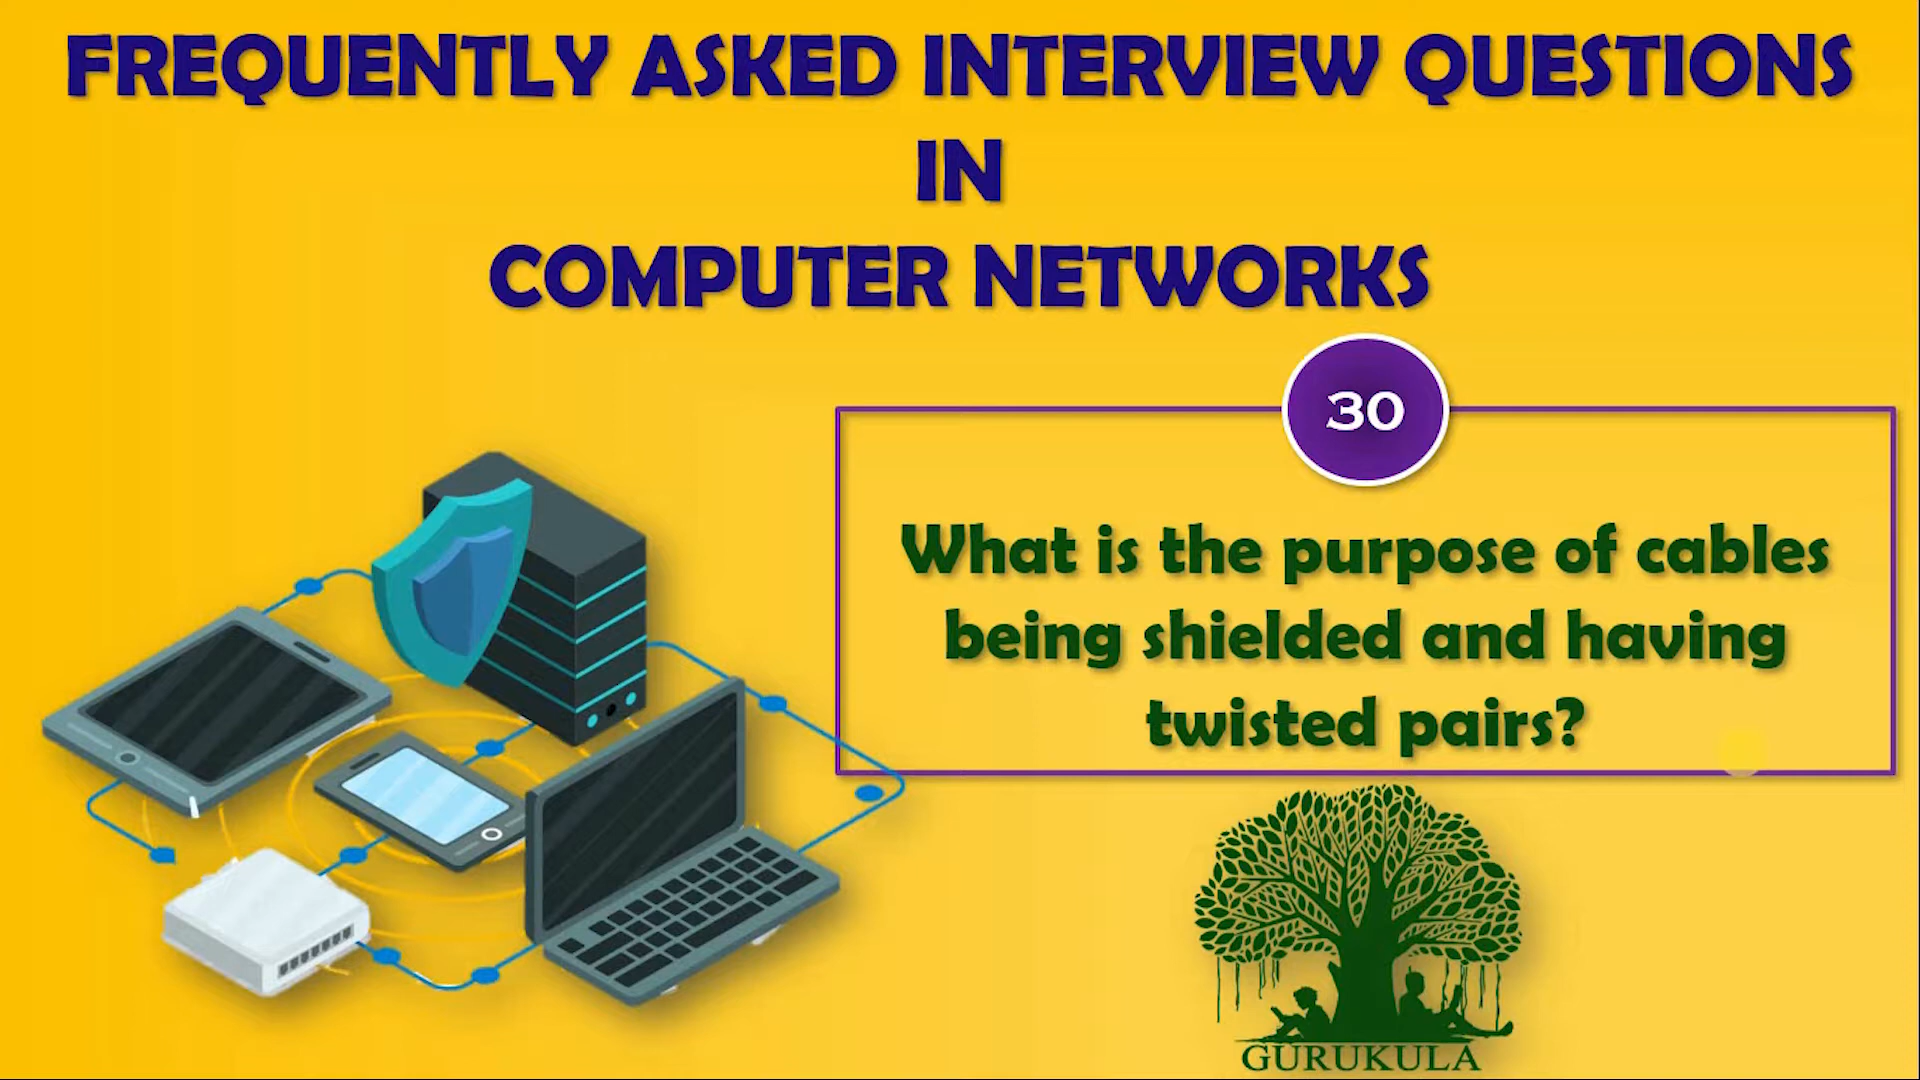 FREQUENTLY ASKED INTERVIEW QUESTIONS
IN
COMPUTER NETWORKS
30
What is the purpose of cables
being shielded and having
twisted pairs?
GURUKULA